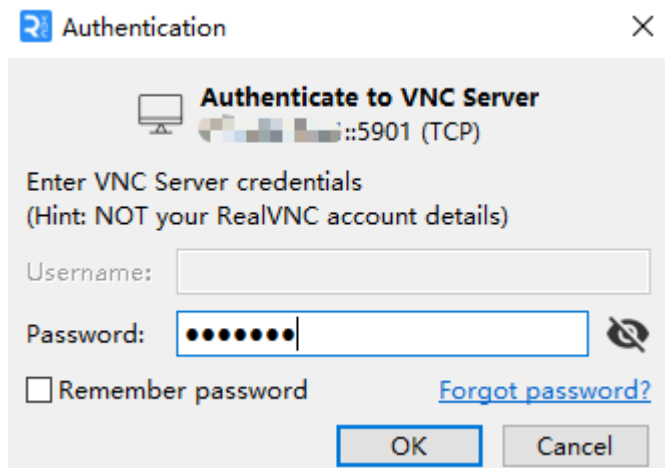 Authentication
Authenticate to VNC Server
::5901 (TCP)
Enter VNC Server credentials
(Hint: NOT your RealVNC account details)
Username:
Password: ●●●●●●●
Remember password Forgot password?
OK Cancel